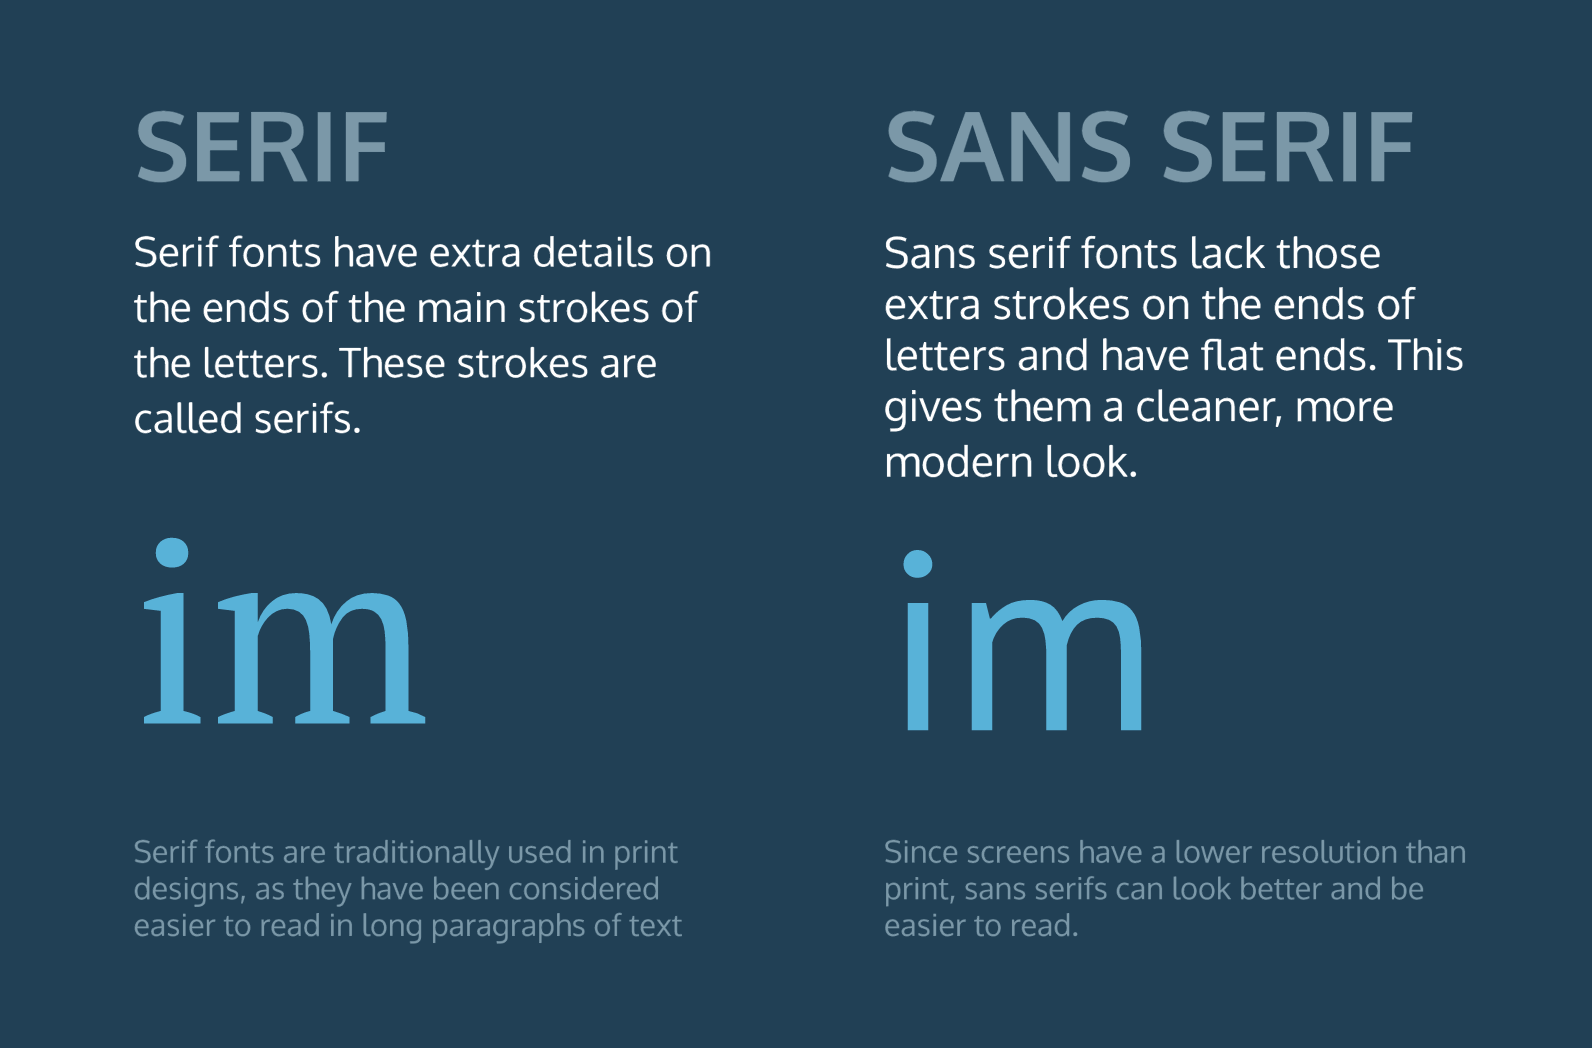 SERIF
Serif fonts have extra details on
the ends of the main strokes of
the letters. These strokes are
called serifs.
im
Serif fonts are traditionally used in print
designs, as they have been considered
easier to read in long paragraphs of text
SANS SERIF
Sans serif fonts lack those
extra strokes on the ends of
letters and have flat ends. This
gives them a cleaner, more
modern look.
im
Since screens have a lower resolution than
print, sans serifs can look better and be
easier to read.